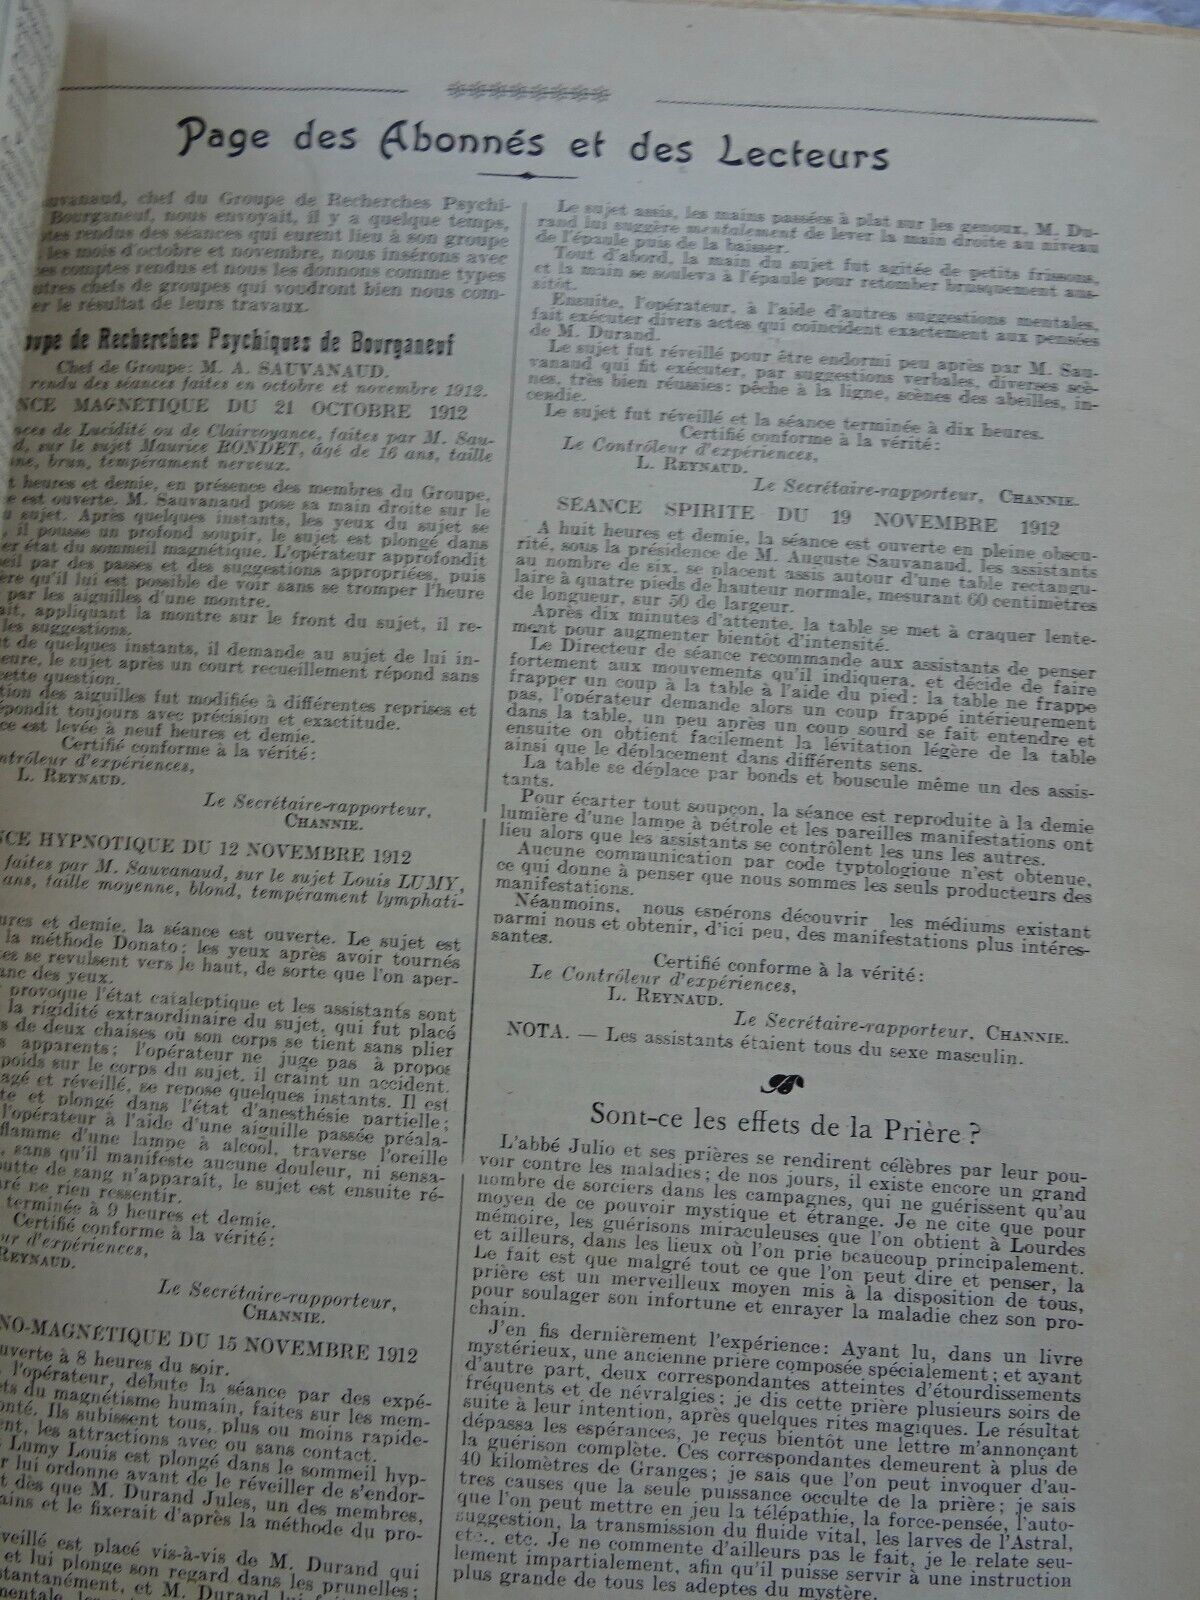 Page des Abonnés et des Lecteurs
uvanaud, chef du Groupe de Recherches Psychi-
Bourganeuf, nous envoyait, il y a quelque temps,
tes rendus des séances qui eurent lieu à son groupe
les mois d'octobre et novembre, nous insérons avec
es comptes rendus et nous les donnons comme types
utres chefs de groupes qui voudront bien nous com-
er le résultat de leurs travaux.
oupe de Recherches Psychiques de Bourganeuf
Chef de Groupe: M. A. SAUVANAUD.
rendu des séances faites en octobre et novembre 1912.
NCE MAGNÉTIQUE DU 21 OCTOBRE 1912
nces de Lucidité ou de Clairvoyance, faites par M. Sau-
d, sur le sujet Maurice RONDET, âgé de 16 ans, taille
ne, brun, tempérament nerveux.
t heures et demie, en présence des membres du Groupe,
e est ouverte. M. Sauvanaud pose sa main droite sur le
u sujet. Après quelques instants, les yeux du sujet se
, il pousse un profond soupir, le sujet est plongé dans
er état du sommeil magnétique. L'opérateur approfondit
eil par des passes et des suggestions appropriées, puis
ère qu'il lui est possible de voir sans se tromper l'heure
par les aiguilles d'une montre.
ait, appliquant la montre sur le front du sujet, il re-
les suggestions.
t de quelques instants, il demande au sujet de lui in-
eure, le sujet après un court recueillement répond sans
cette question.
tion des aiguilles fut modifiée à différentes reprises et
épondit toujours avec précision et exactitude.
ce est levée à neuf heures et demie.
Certifié conforme à la vérité:
ntrôleur d'expériences,
L. REYNAUD.
Le Secrétaire-rapporteur,
CHANNIE.
NCE HYPNOTIQUE DU 12 NOVEMBRE 1912
faites par M. Sauvanaud, sur le sujet Louis LUMY,
ans, taille moyenne, blond, tempérament lymphati-
ures et demie, la séance est ouverte. Le sujet est
la méthode Donato; les yeux après avoir tournés
es se revulsent vers le haut, de sorte que l'on aper-
anc des yeux.
provoque l'état cataleptique et les assistants sont
la rigidité extraordinaire du sujet, qui fut placé
s de deux chaises où son corps se tient sans plier
s apparents; l'opérateur ne juge pas à propos
poids sur le corps du sujet, il craint un accident.
agé et réveillé, se repose quelques instants. Il est
te et plongé dans l'état d'anesthésie partielle;
l'opérateur à l'aide d'une aiguille passée préala-
flamme d'une lampe à alcool, traverse l'oreille
, sans qu'il manifeste aucune douleur, ni sensa-
outte de sang n'apparaît, le sujet est ensuite ré-
aré ne rien ressentir.
terminée à 9 heures et demie.
Certifié conforme à la vérité:
ur d'expériences,
REYNAUD.
Le Secrétaire-rapporteur,
CHANNIE.
NO-MAGNÉTIQUE DU 15 NOVEMBRE 1912
uverte à 8 heures du soir.
, l'opérateur, débute la séance par des expé-
ets du magnétisme humain, faites sur les mem-
onté. Ils subissent tous, plus ou moins rapide-
ent, les attractions avec ou sans contact.
Lumy Louis est plongé dans le sommeil hyp-
r lui ordonne avant de le réveiller de s'endor-
t dès que M. Durand Jules, un des membres,
ains et le fixerait d'après la méthode du pro-
veillé est placé vis-à-vis de M. Durand qui
et lui plonge son regard dans les prunelles;
stantanément, et M. Durand lui
Le sujet assis, les mains passées à plat sur les genoux, M. Du-
rand lui suggère mentalement de lever la main droite au niveau
de l'épaule puis de la baisser.
Tout d'abord, la main du sujet fut agitée de petits frissons,
et la main se souleva à l'épaule pour retomber brusquement aus-
sitôt.
Ensuite, l'opérateur, à l'aide d'autres suggestions mentales,
fait exécuter divers actes qui coïncident exactement aux pensées
de M. Durand.
Le sujet fut réveillé pour être endormi peu après par M. Sau-
vanaud qui fit exécuter, par suggestions verbales, diverses scè-
nes, très bien réussies: pêche à la ligne, scènes des abeilles, in-
cendie.
Le sujet fut réveillé et la séance terminée à dix heures.
Certifié conforme à la vérité:
Le Contrôleur d'expériences,
L. REYNAUD.
Le Secrétaire-rapporteur, CHANNIE.
SÉANCE SPIRITE DU 19 NOVEMBRE 1912
A huit heures et demie, la séance est ouverte en pleine obscu-
rité, sous la présidence de M. Auguste Sauvanaud, les assistants
au nombre de six, se placent assis autour d'une table rectangu-
laire à quatre pieds de hauteur normale, mesurant 60 centimètres
de longueur, sur 50 de largeur.
Après dix minutes d'attente, la table se met à craquer lente-
ment pour augmenter bientôt d'intensité.
Le Directeur de séance recommande aux assistants de penser
fortement aux mouvements qu'il indiquera, et décide de faire
frapper un coup à la table à l'aide du pied; la table ne frappe
pas, l'opérateur demande alors un coup frappé intérieurement
dans la table, un peu après un coup sourd se fait entendre et
ensuite on obtient facilement la lévitation légère de la table
ainsi que le déplacement dans différents sens.
La table se déplace par bonds et bouscule même un des assis-
tants.
Pour écarter tout soupçon, la séance est reproduite à la demie
lumière d'une lampe à pétrole et les pareilles manifestations ont
lieu alors que les assistants se contrôlent les uns les autres.
Aucune communication par code typtologique n'est obtenue,
ce qui donne à penser que nous sommes les seuls producteurs des
manifestations.
Néanmoins, nous espérons découvrir les médiums existant
parmi nous et obtenir, d'ici peu, des manifestations plus intéres-
santes.
Certifié conforme à la vérité:
Le Contrôleur d'expériences,
L. REYNAUD.
Le Secrétaire-rapporteur, CHANNIE.
NOTA. — Les assistants étaient tous du sexe masculin.
Sont-ce les effets de la Prière?
L'abbé Julio et ses prières se rendirent célèbres par leur pou-
voir contre les maladies; de nos jours, il existe encore un grand
nombre de sorciers dans les campagnes, qui ne guérissent qu'au
moyen de ce pouvoir mystique et étrange. Je ne cite que pour
mémoire, les guérisons miraculeuses que l'on obtient à Lourdes
et ailleurs, dans les lieux où l'on prie beaucoup principalement.
Le fait est que malgré tout ce que l'on peut dire et penser, la
prière est un merveilleux moyen mis à la disposition de tous,
pour soulager son infortune et enrayer la maladie chez son pro-
chain.
J'en fis dernièrement l'expérience: Ayant lu, dans un livre
mystérieux, une ancienne prière composée spécialement; et ayant
d'autre part, deux correspondantes atteintes d'étourdissements
fréquents et de névralgies; je dis cette prière plusieurs soirs de
suite à leur intention, après quelques rites magiques. Le résultat
dépassa les espérances, je reçus bientôt une lettre m'annonçant
la guérison complète. Ces correspondantes demeurent à plus de
40 kilomètres de Granges; je sais que l'on peut invoquer d'au-
tres causes que la seule puissance occulte de la prière; je sais
que l'on peut mettre en jeu la télépathie, la force-pensée, l'auto-
suggestion, la transmission du fluide vital, les larves de l'Astral,
etc., etc. Je ne commente d'ailleurs pas le fait, je le relate seu-
lement impartialement, afin qu'il puisse servir à une instruction
plus grande de tous les adeptes du mystère.